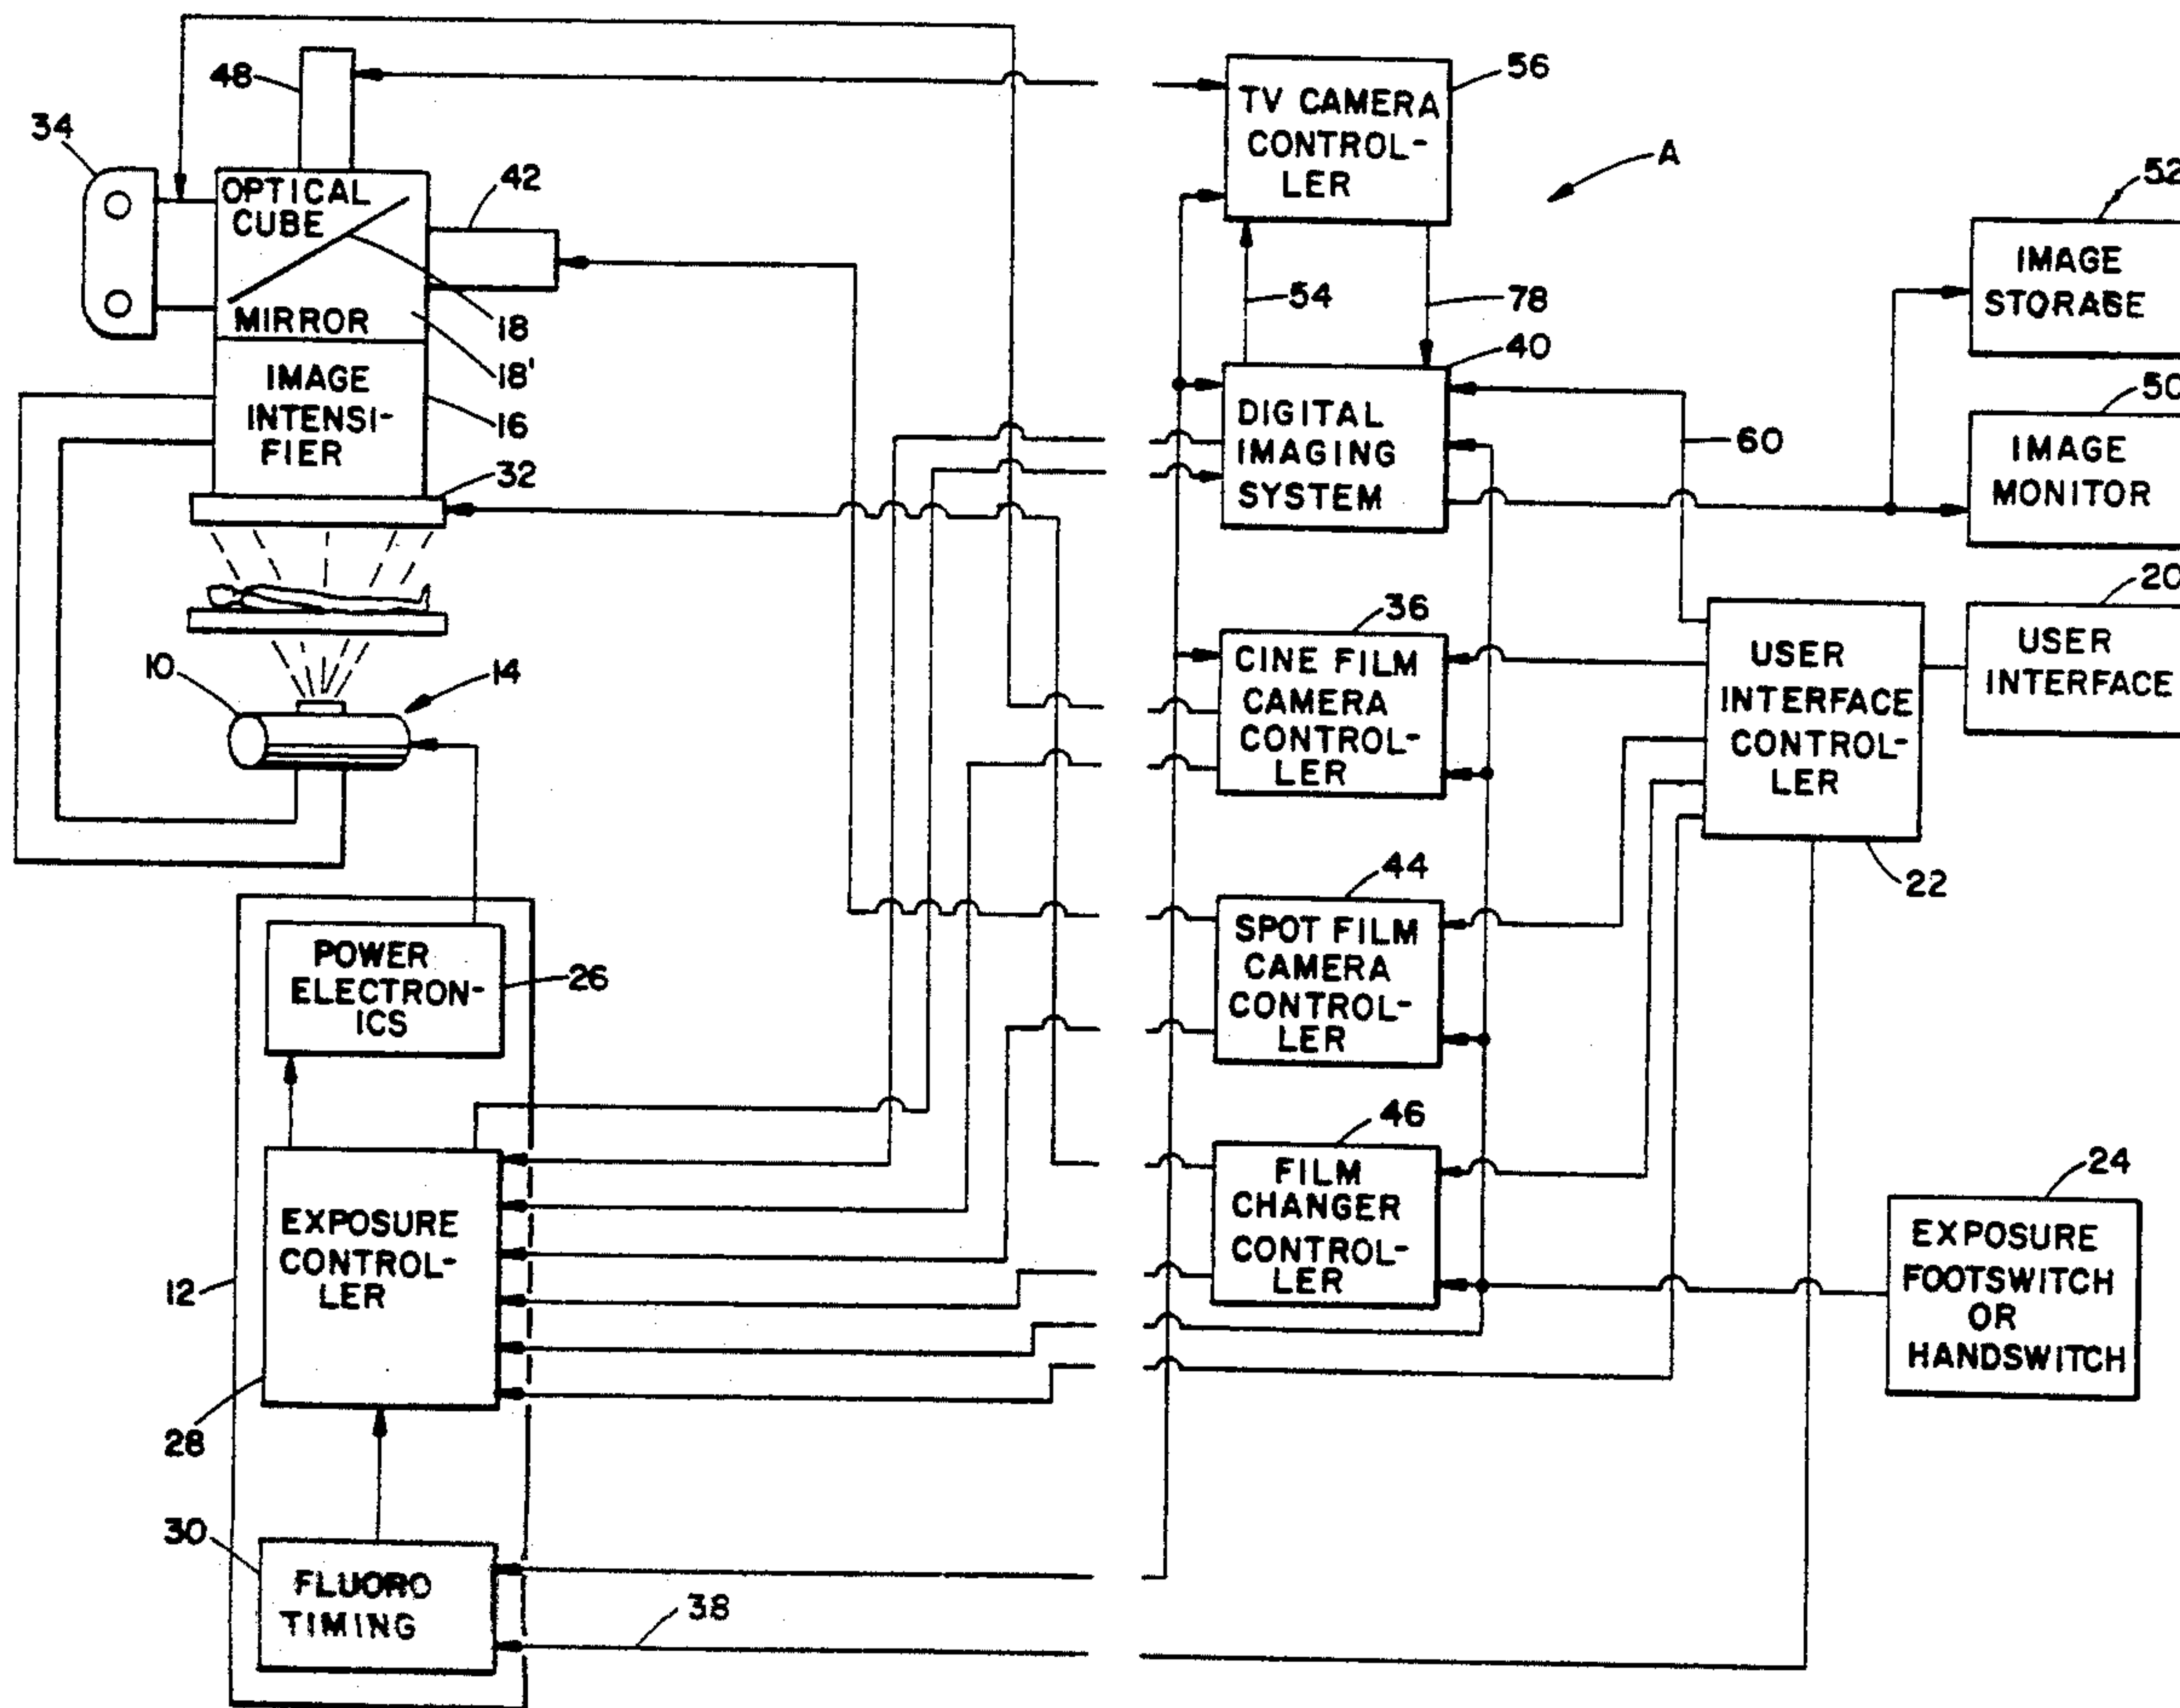 48
34
OPTICAL
CUBE
MIRROR
42
18
18'
IMAGE
INTENSI-
FIER
16
32
10
14
POWER
ELECTRON-
ICS
26
EXPOSURE
CONTROL-
LER
12
28
30
FLUORO
TIMING
38
TV CAMERA
CONTROL-
LER
56
A
54
78
40
DIGITAL
IMAGING
SYSTEM
60
52
IMAGE
STORAGE
50
IMAGE
MONITOR
20
USER
INTERFACE
36
CINE FILM
CAMERA
CONTROL-
LER
USER
INTERFACE
CONTROL-
LER
22
44
SPOT FILM
CAMERA
CONTROL-
LER
46
FILM
CHANGER
CONTROL-
LER
24
EXPOSURE
FOOTSWITCH
OR
HANDSWITCH